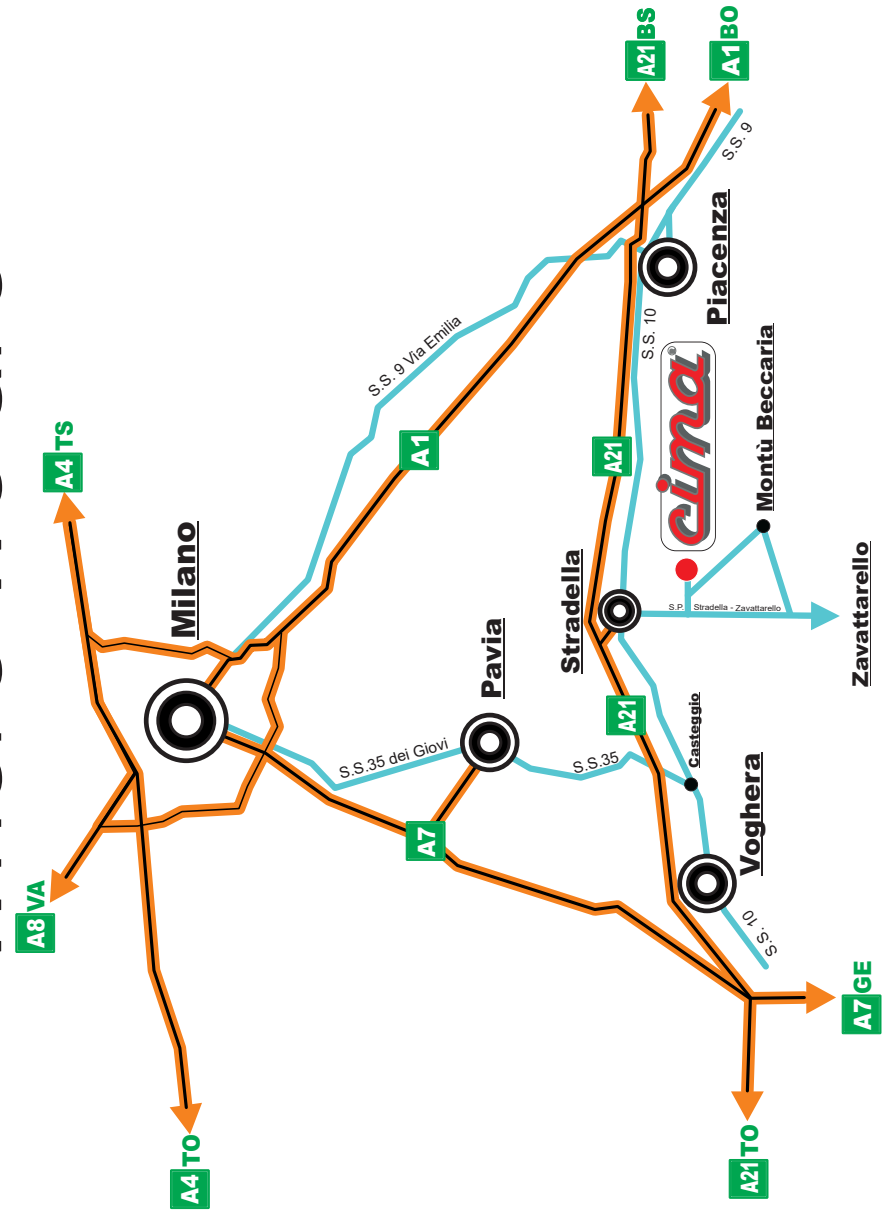 A4 TS
A8 VA
A4 TO
Milano
S.S. 9 Via Emilia
A1
S.S.35 dei Giovi
Pavia
A7
S.S.35
A21 BS
A1 BO
S.S. 9
Piacenza
S.S. 10
A21
cima®
Stradella
A21
Montù Beccaria
S.P. Stradella - Zavattarello
Casteggio
Voghera
S.S. 10
Zavattarello
A21 TO
A7 GE